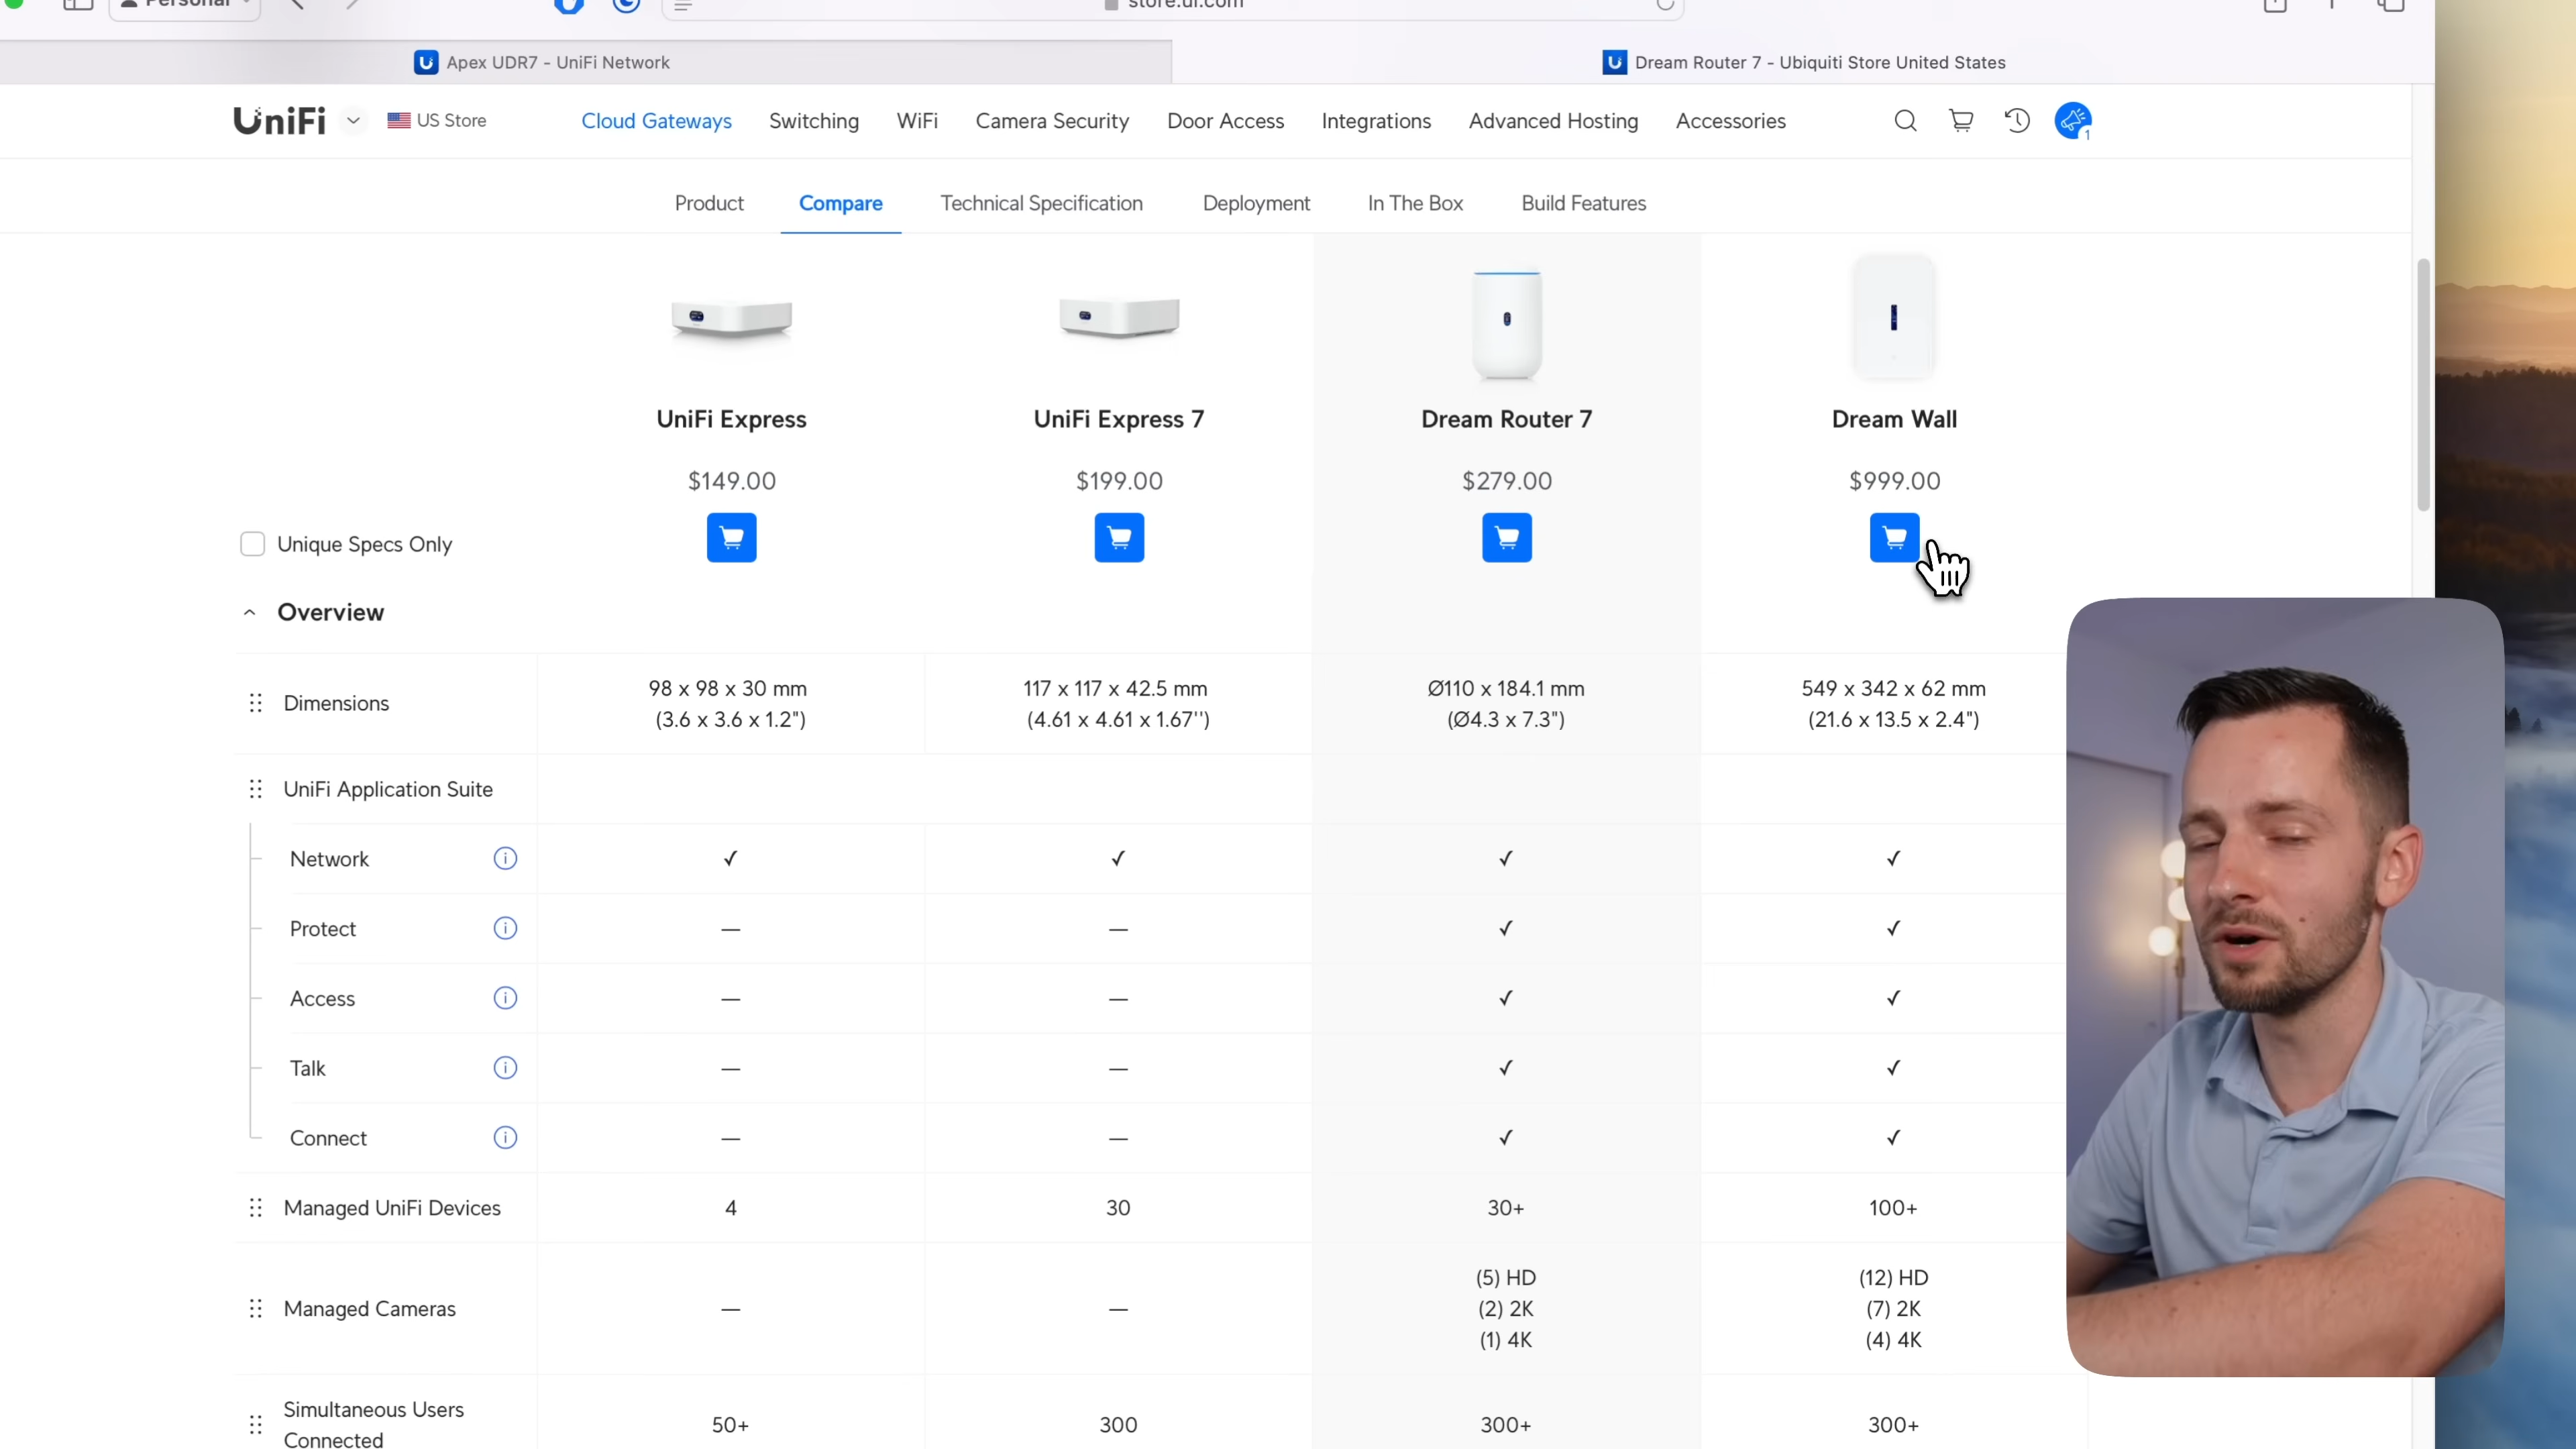 Personal
store.ui.com
Apex UDR7 - UniFi Network
Dream Router 7 - Ubiquiti Store United States
UniFi
US Store
Cloud Gateways
Switching
WiFi
Camera Security
Door Access
Integrations
Advanced Hosting
Accessories
1
Product
Compare
Technical Specification
Deployment
In The Box
Build Features
UniFi Express
UniFi Express 7
Dream Router 7
Dream Wall
$149.00
$199.00
$279.00
$999.00
Unique Specs Only
Overview
Dimensions
98 x 98 x 30 mm
(3.6 x 3.6 x 1.2")
117 x 117 x 42.5 mm
(4.61 x 4.61 x 1.67'')
Ø110 x 184.1 mm
(Ø4.3 x 7.3")
549 x 342 x 62 mm
(21.6 x 13.5 x 2.4")
UniFi Application Suite
Network ✓ ✓ ✓ ✓
Protect — — ✓ ✓
Access — — ✓ ✓
Talk — — ✓ ✓
Connect — — ✓ ✓
Managed UniFi Devices 4 30 30+ 100+
Managed Cameras — —
(5) HD
(2) 2K
(1) 4K
(12) HD
(7) 2K
(4) 4K
Simultaneous Users
Connected
50+ 300 300+ 300+